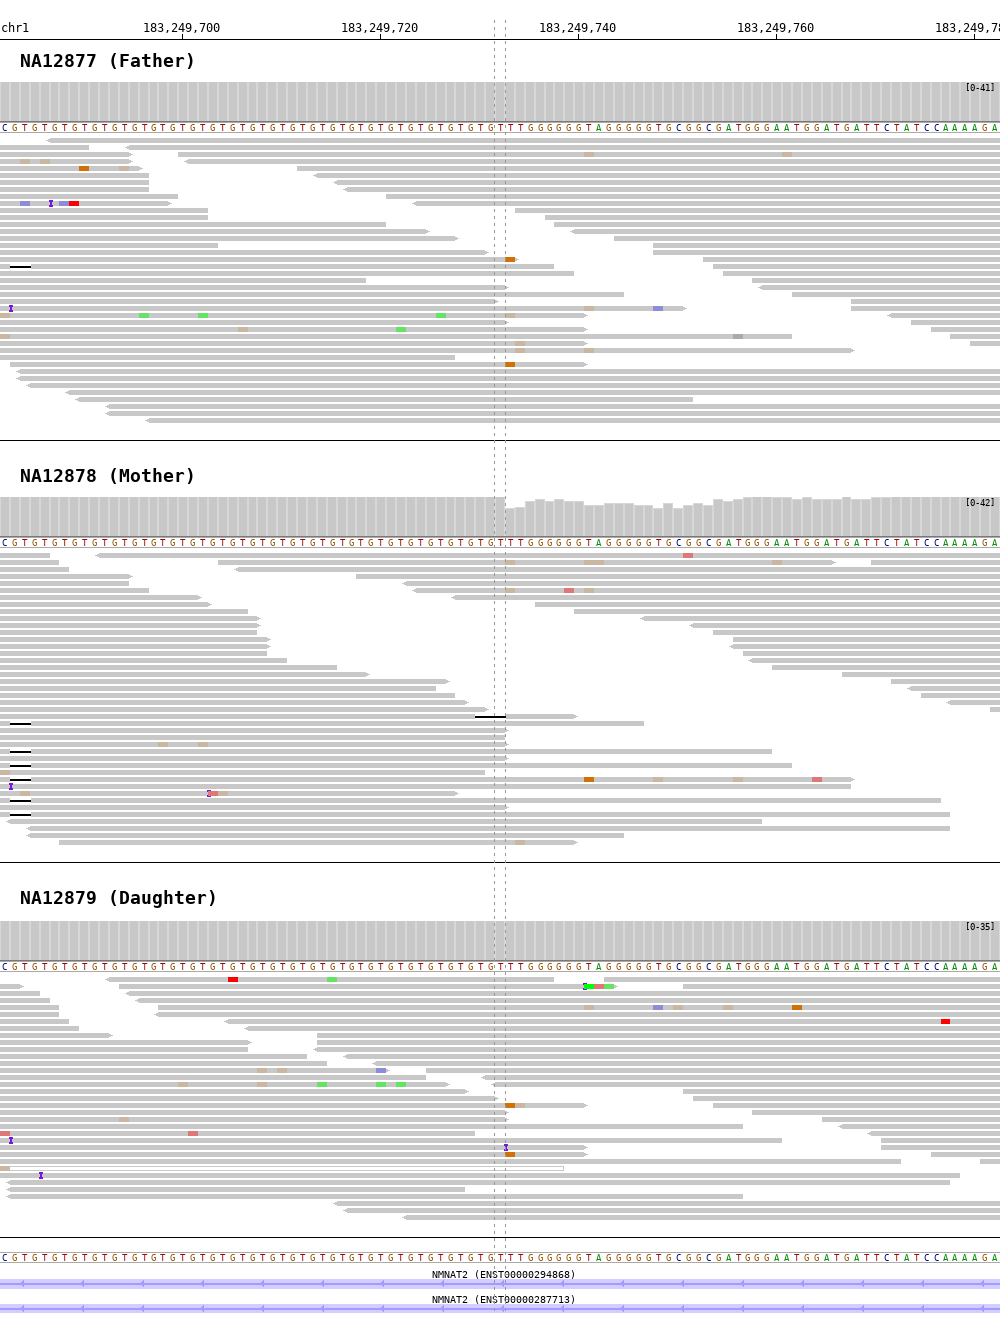 chr1 183,249,700 183,249,720 183,249,740 183,249,760 183,249,78
NA12877 (Father)
[0-41]
C G T G T G T G T G T G T G T G T G T G T G T G T G T G T G T G T G T G T G T G T G T G T G T G T G T T T G G G G G G T A G G G G G T G C G G C G A T G G G A A T G G A T G A T T C T A T C C A A A A G A
NA12878 (Mother)
[0-42]
C G T G T G T G T G T G T G T G T G T G T G T G T G T G T G T G T G T G T G T G T G T G T G T G T G T T T G G G G G G T A G G G G G T G C G G C G A T G G G A A T G G A T G A T T C T A T C C A A A A G A
NA12879 (Daughter)
[0-35]
C G T G T G T G T G T G T G T G T G T G T G T G T G T G T G T G T G T G T G T G T G T G T G T G T G T T T G G G G G G T A G G G G G T G C G G C G A T G G G A A T G G A T G A T T C T A T C C A A A A G A
C G T G T G T G T G T G T G T G T G T G T G T G T G T G T G T G T G T G T G T G T G T G T G T G T G T T T G G G G G G T A G G G G G T G C G G C G A T G G G A A T G G A T G A T T C T A T C C A A A A G A
NMNAT2 (ENST00000294868)
NMNAT2 (ENST00000287713)